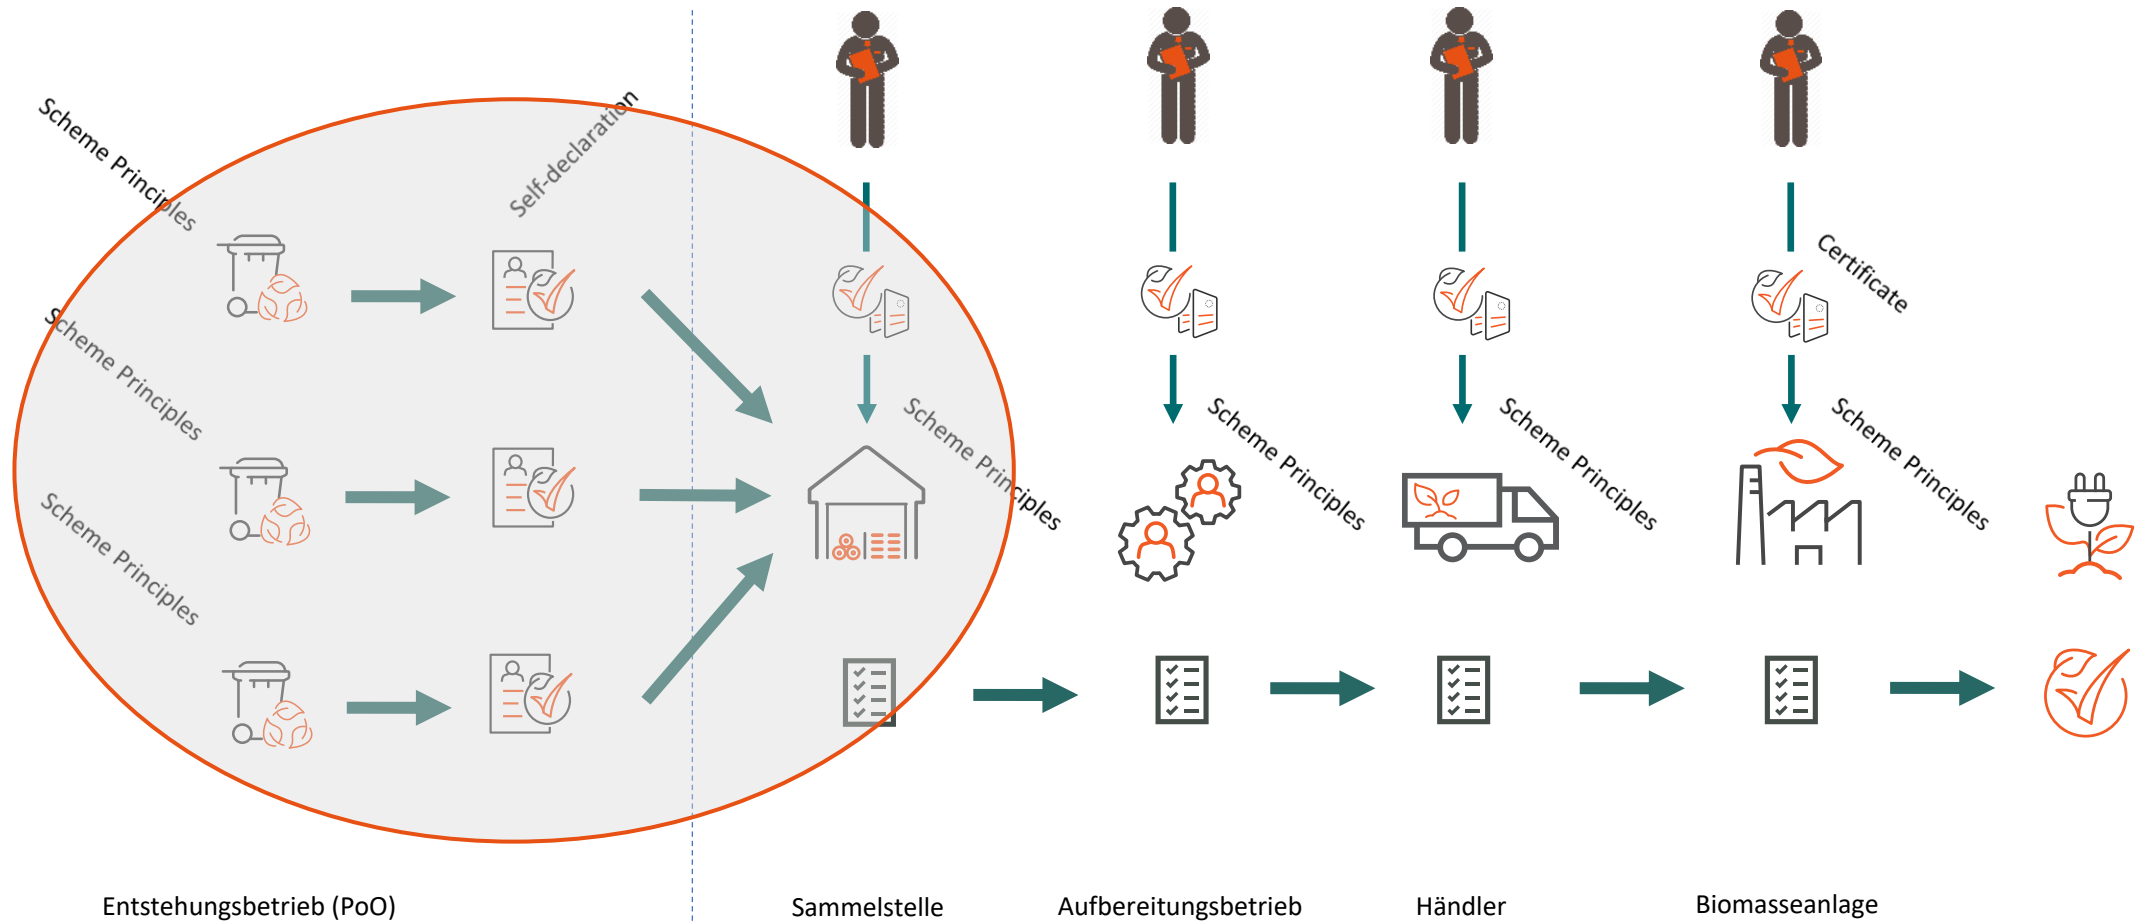 Scheme Principles
Self-declaration
Scheme Principles
Scheme Principles
Certificate
Scheme Principles
Scheme Principles
Scheme Principles
Scheme Principles
Entstehungsbetrieb (PoO)
Sammelstelle
Aufbereitungsbetrieb
Händler
Biomasseanlage